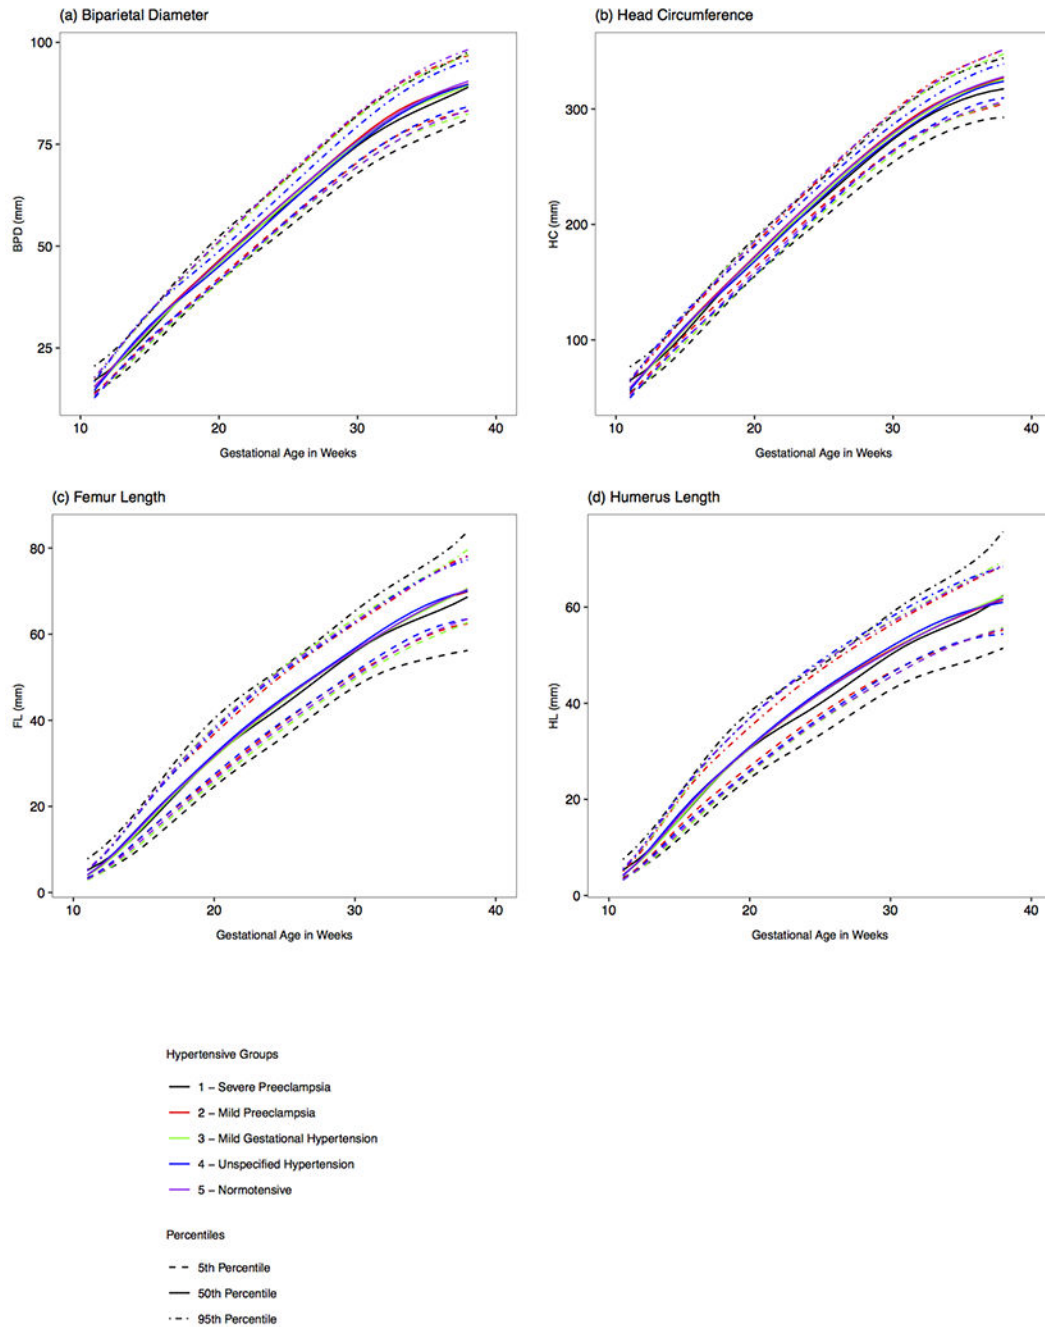 (a) Biparietal Diameter
100
75
50
25
BPD (mm)
10 20 30 40
Gestational Age in Weeks
(b) Head Circumference
300
200
100
HC (mm)
10 20 30 40
Gestational Age in Weeks
(c) Femur Length
80
60
40
20
0
FL (mm)
10 20 30 40
Gestational Age in Weeks
(d) Humerus Length
60
40
20
0
HL (mm)
10 20 30 40
Gestational Age in Weeks
Hypertensive Groups
1 – Severe Preeclampsia
2 – Mild Preeclampsia
3 – Mild Gestational Hypertension
4 – Unspecified Hypertension
5 – Normotensive
Percentiles
5th Percentile
50th Percentile
95th Percentile